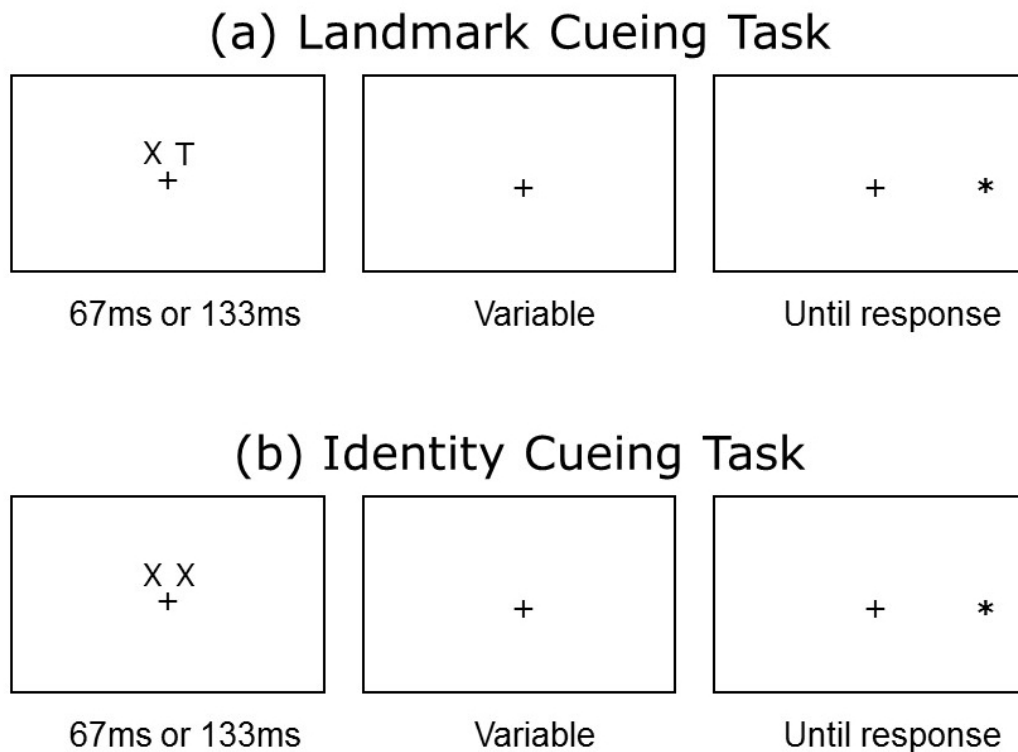 (a) Landmark Cueing Task
X T
+
+
+ *
67ms or 133ms Variable Until response
(b) Identity Cueing Task
X X
+
+
+ *
67ms or 133ms Variable Until response